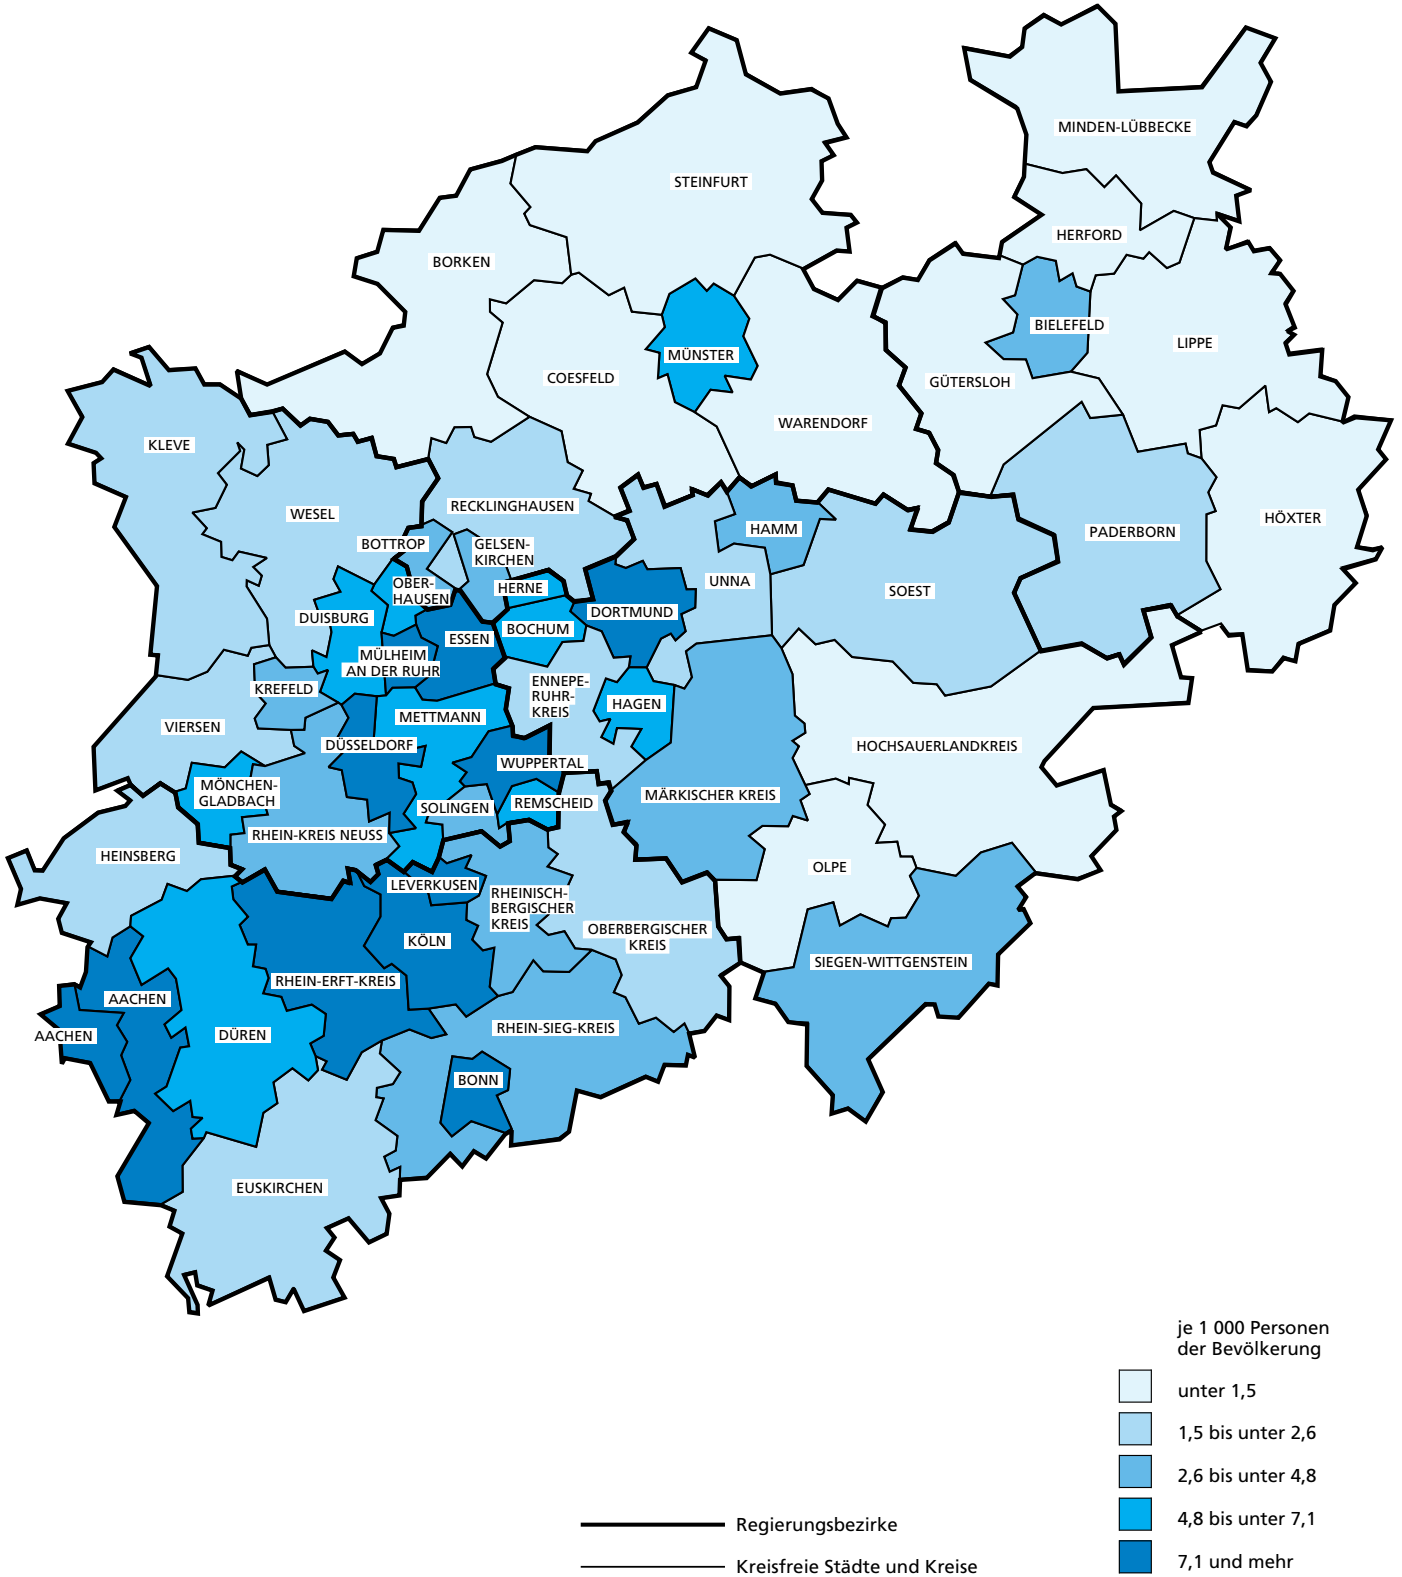 MINDEN-LÜBBECKE
STEINFURT
HERFORD
BORKEN
BIELEFELD
LIPPE
MÜNSTER
COESFELD
GÜTERSLOH
WARENDORF
KLEVE
RECKLINGHAUSEN
WESEL
HÖXTER
HAMM
PADERBORN
BOTTROP
GELSEN-
KIRCHEN
UNNA
OBER-
HAUSEN
HERNE
SOEST
DORTMUND
DUISBURG
BOCHUM
ESSEN
MÜLHEIM
AN DER RUHR
ENNEPE-
RUHR-
KREIS
KREFELD
HAGEN
METTMANN
VIERSEN
DÜSSELDORF
HOCHSAUERLANDKREIS
WUPPERTAL
MÖNCHEN-
GLADBACH
MÄRKISCHER KREIS
REMSCHEID
SOLINGEN
RHEIN-KREIS NEUSS
HEINSBERG
OLPE
LEVERKUSEN
RHEINISCH-
BERGISCHER
KREIS
OBERBERGISCHER
KREIS
KÖLN
SIEGEN-WITTGENSTEIN
RHEIN-ERFT-KREIS
AACHEN
RHEIN-SIEG-KREIS
AACHEN
DÜREN
BONN
EUSKIRCHEN
je 1 000 Personen
der Bevölkerung
unter 1,5
1,5 bis unter 2,6
2,6 bis unter 4,8
4,8 bis unter 7,1
7,1 und mehr
Regierungsbezirke
Kreisfreie Städte und Kreise